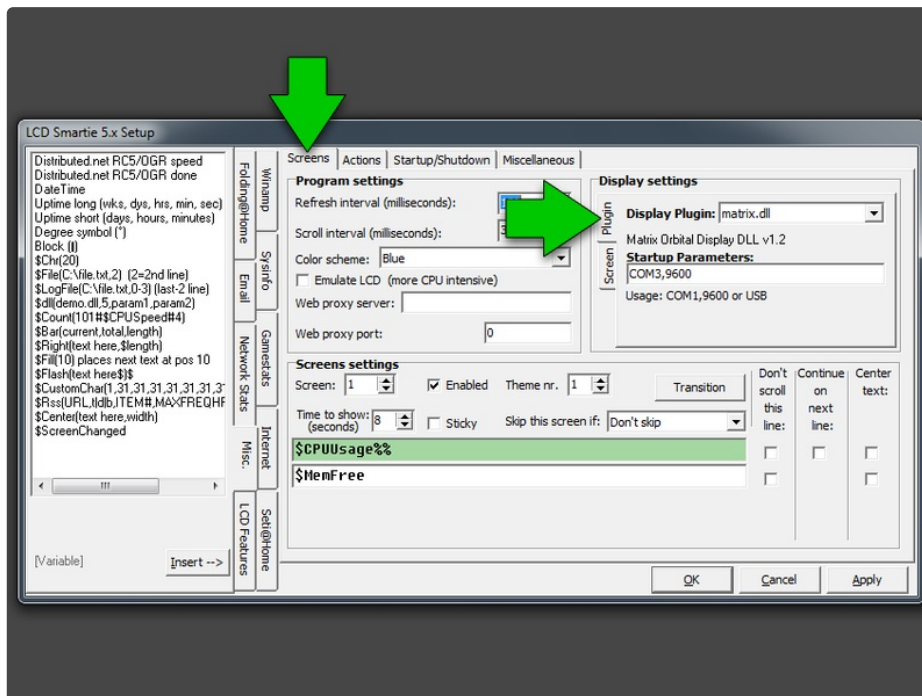 LCD Smartie 5.x Setup
Distributed.net RC5/OGR speed
Distributed.net RC5/OGR done
DateTime
Uptime long (wks, dys, hrs, min, sec)
Uptime short (days, hours, minutes)
Degree symbol (°)
Block (|)
$Chr(20)
$File(C:\file.txt,2) (2=2nd line)
$LogFile(C:\file.txt,0-3) (last-2 line)
$dll(demo.dll,5,param1,param2)
$Count(101#$CPUSpeed#4)
$Bar(current,total,length)
$Right(text here,$length)
$Fill(10) places next text at pos 10
$Flash(text here$)$
$CustomChar(1,31,31,31,31,31,31,3
$Rss(URL,t|d|b,ITEM#,MAXFREQHR
$Center(text here,width)
$ScreenChanged
[Variable]
Insert -->
Folding@Home
Email
Network Stats
Misc.
LCD Features
Winamp
Sysinfo
Gamestats
Internet
Seti@Home
Screens
Actions
Startup/Shutdown
Miscellaneous
Program settings
Refresh interval (milliseconds):
Scroll interval (milliseconds):
Color scheme: Blue
Emulate LCD (more CPU intensive)
Web proxy server:
Web proxy port: 0
Display settings
Plugin
Screen
Display Plugin: matrix.dll
Matrix Orbital Display DLL v1.2
Startup Parameters:
COM3,9600
Usage: COM1,9600 or USB
Screens settings
Screen: 1
Enabled
Theme nr. 1
Transition
Time to show: 8
(seconds)
Sticky
Skip this screen if: Don't skip
Don't
scroll
this
line:
Continue
on
next
line:
Center
text:
$CPUUsage%%
$MemFree
OK
Cancel
Apply